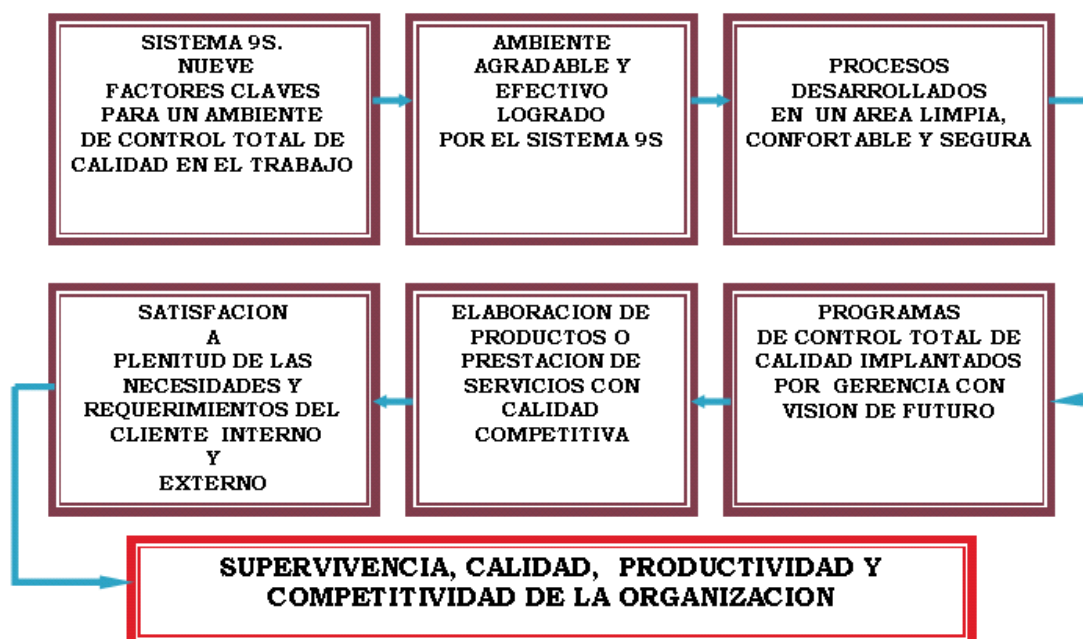 SISTEMA 9S.
NUEVE
FACTORES CLAVES
PARA UN AMBIENTE
DE CONTROL TOTAL DE
CALIDAD EN EL TRABAJO
AMBIENTE
AGRADABLE Y
EFECTIVO
LOGRADO
POR EL SISTEMA 9S
PROCESOS
DESARROLLADOS
EN UN AREA LIMPIA,
CONFORTABLE Y SEGURA
PROGRAMAS
DE CONTROL TOTAL DE
CALIDAD IMPLANTADOS
POR GERENCIA CON
VISION DE FUTURO
ELABORACION DE
PRODUCTOS O
PRESTACION DE
SERVICIOS CON
CALIDAD
COMPETITIVA
SATISFACION
A
PLENITUD DE LAS
NECESIDADES Y
REQUERIMIENTOS DEL
CLIENTE INTERNO
Y
EXTERNO
SUPERVIVENCIA, CALIDAD, PRODUCTIVIDAD Y
COMPETITIVIDAD DE LA ORGANIZACION